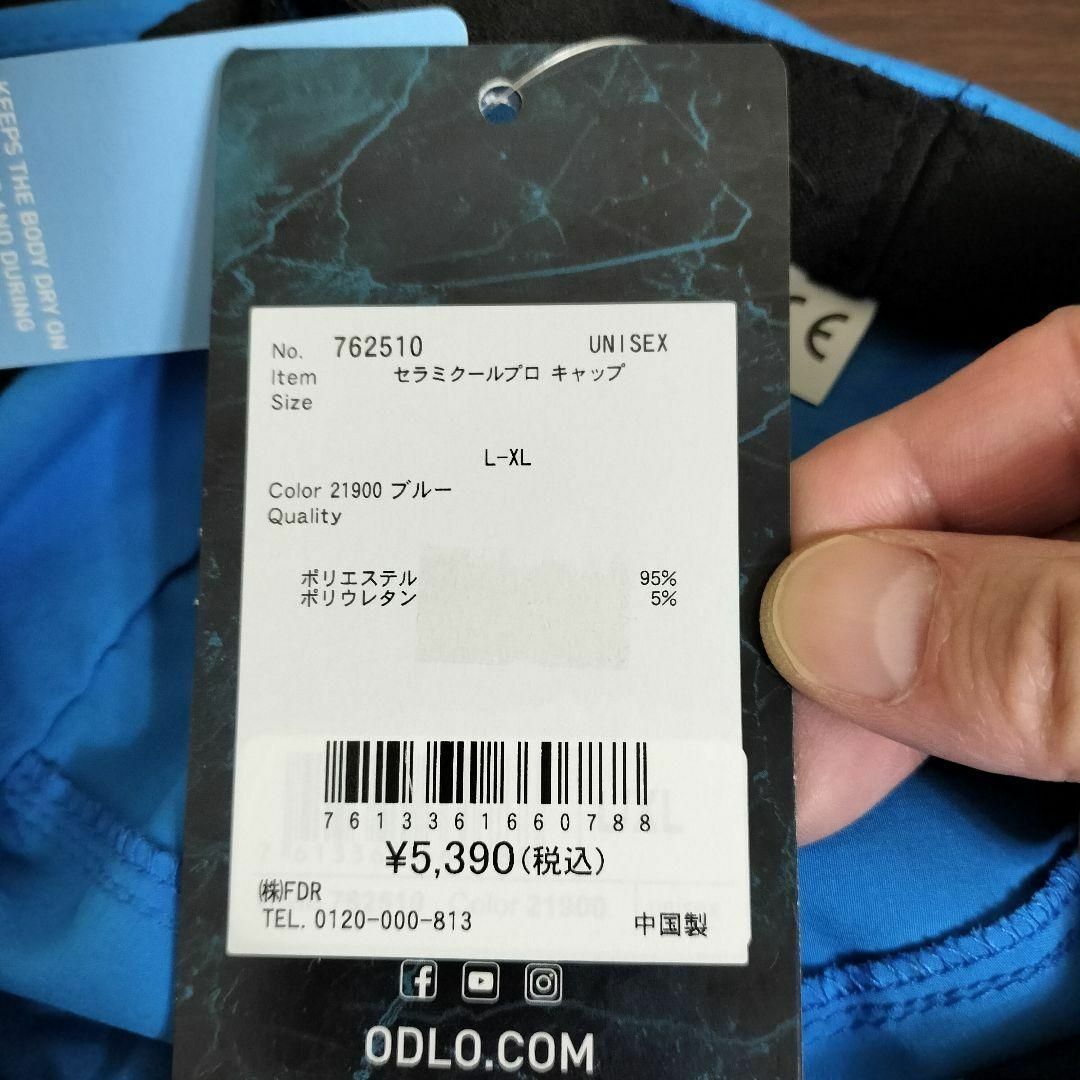 KEEPS THE BODY DRY ON
AND DURING
No. 762510 UNISEX
Item セラミクールプロ キャップ
Size
L-XL
Color 21900 ブルー
Quality
ポリエステル 95%
ポリウレタン 5%
7613361660788
¥5,390(税込)
㈱FDR
TEL. 0120-000-813 中国製
ODLO.COM
CE